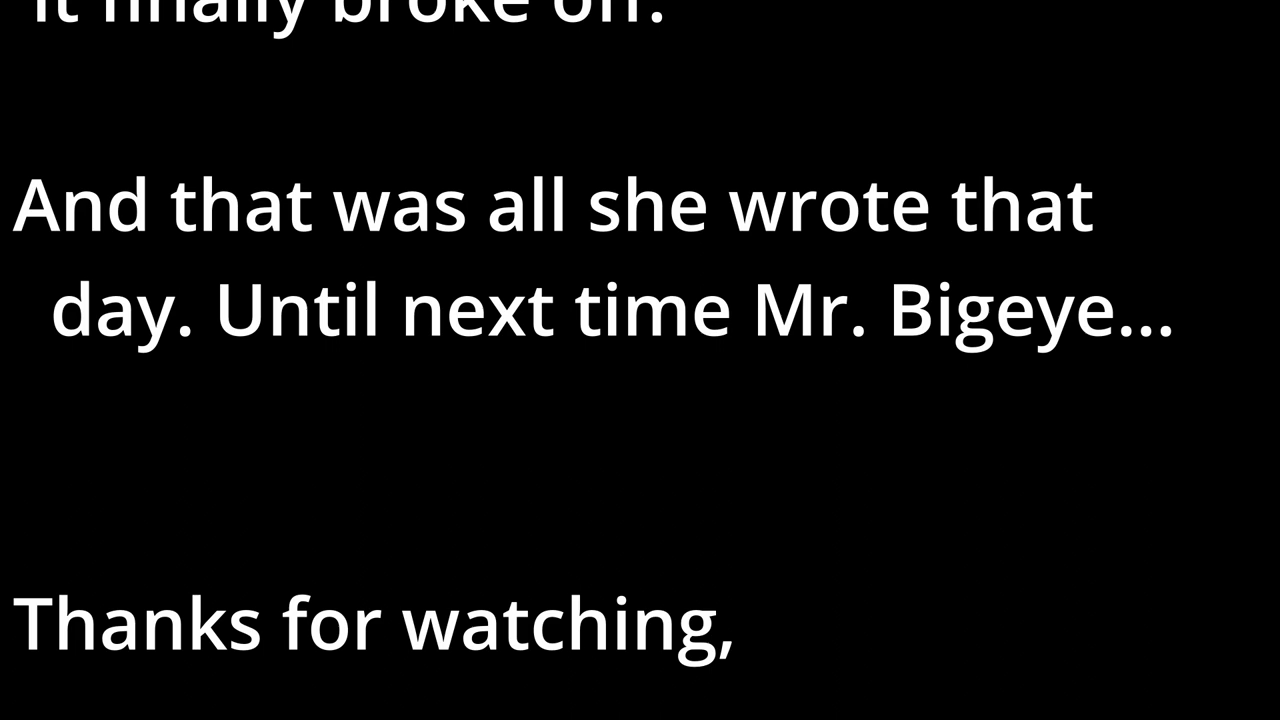 it finally broke off.
And that was all she wrote that
day. Until next time Mr. Bigeye...
Thanks for watching,